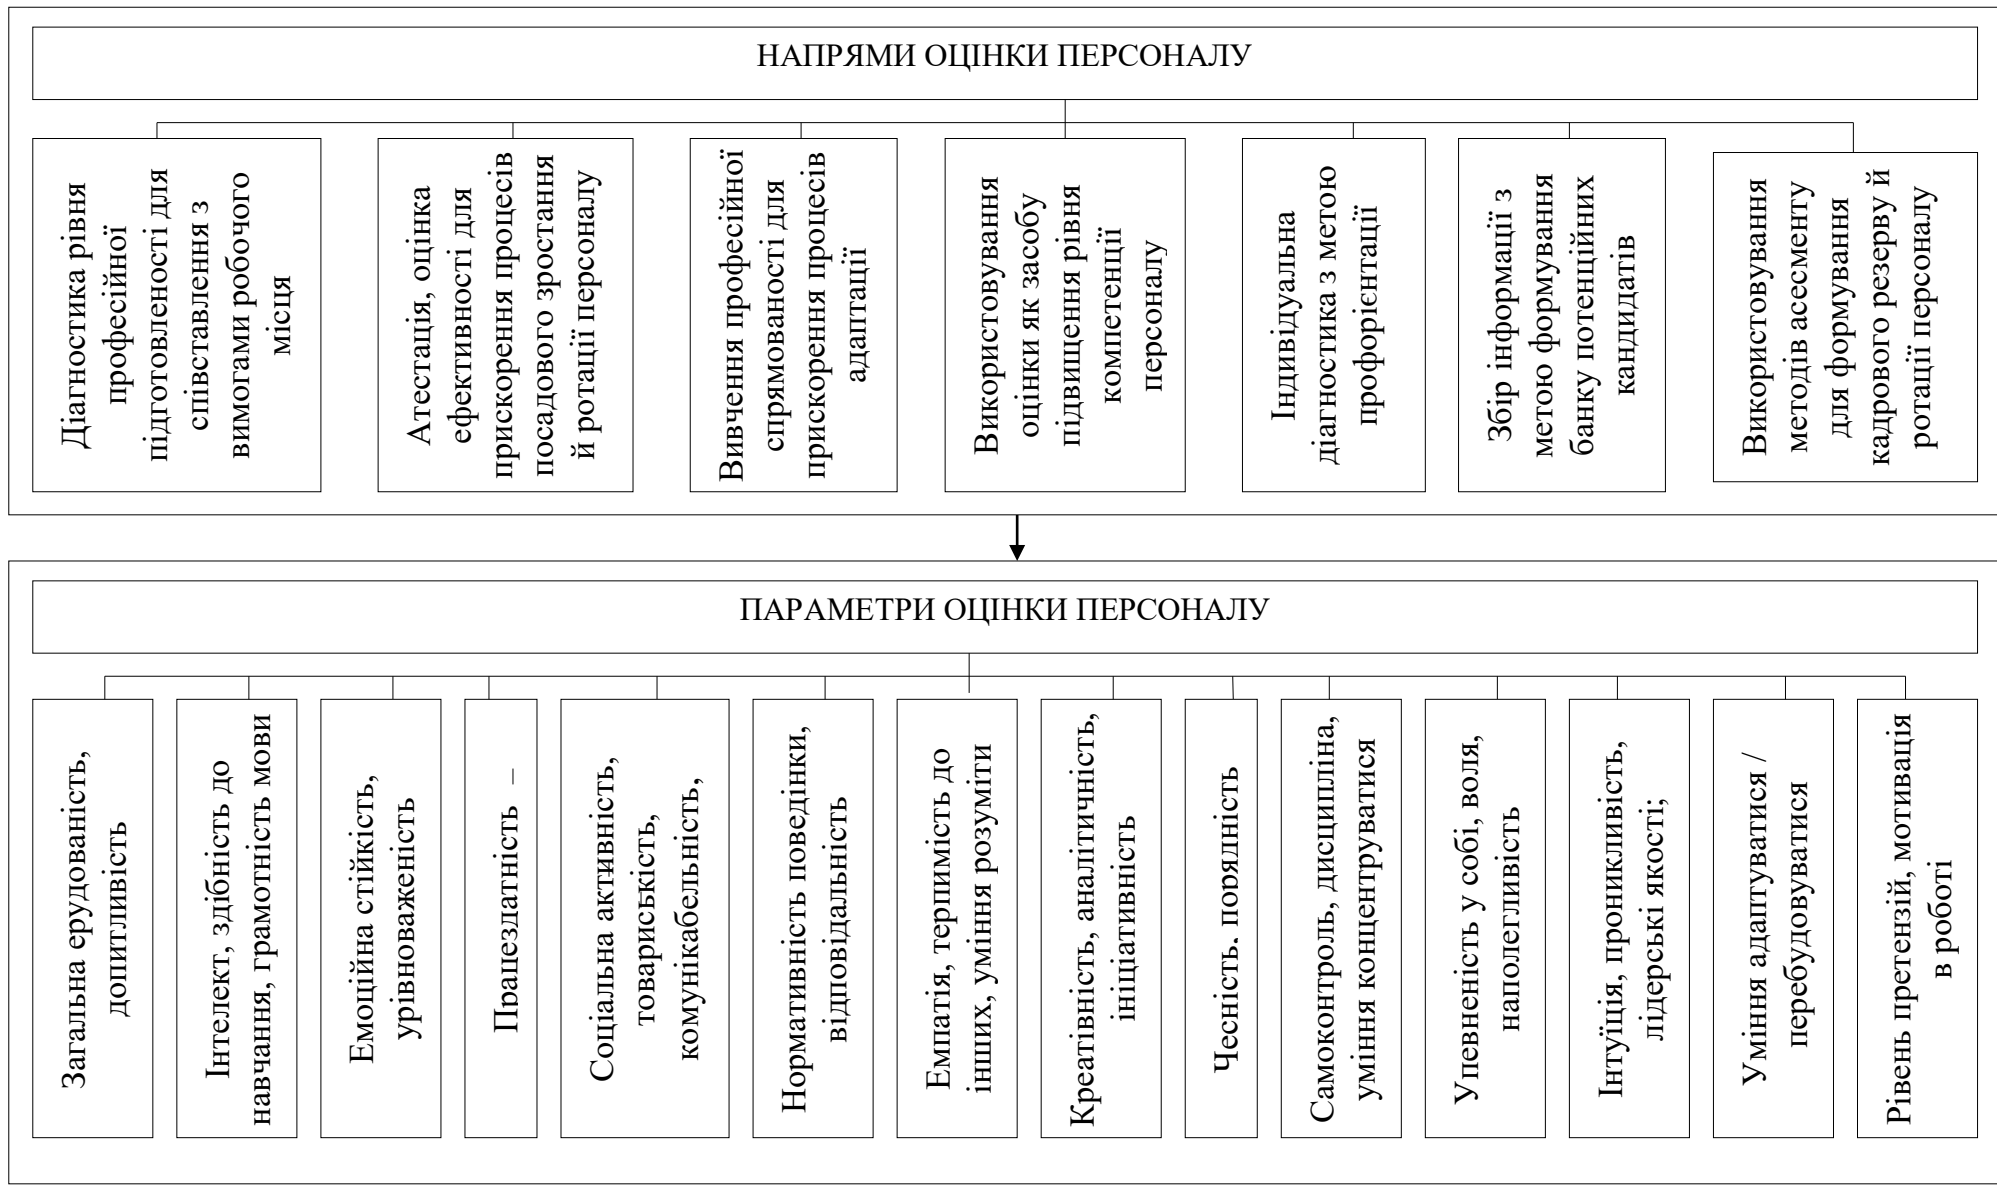 НАПРЯМИ ОЦІНКИ ПЕРСОНАЛУ
Діагностика рівня
професійної
підготовленості для
співставлення з
вимогами робочого
місця
Атестація, оцінка
ефективності для
прискорення процесів
посадового зростання
й ротації персоналу
Вивчення професійної
спрямованості для
прискорення процесів
адаптації
Використовування
оцінки як засобу
підвищення рівня
компетенції
персоналу
Індивідуальна
діагностика з метою
профорієнтації
Збір інформації з
метою формування
банку потенційних
кандидатів
Використовування
методів асесменту
для формування
кадрового резерву й
ротації персоналу
ПАРАМЕТРИ ОЦІНКИ ПЕРСОНАЛУ
Загальна ерудованість,
допитливість
Інтелект, здібність до
навчання, грамотність мови
Емоційна стійкість,
урівноваженість
Працездатність –
Соціальна активність,
товариськість,
комунікабельність,
Нормативність поведінки,
відповідальність
Емпатія, терпимість до
інших, уміння розуміти
Креативність, аналітичність,
ініціативність
Чесність, порядність
Самоконтроль, дисципліна,
уміння концентруватися
Упевненість у собі, воля,
наполегливість
Інтуїція, проникливість,
лідерські якості;
Уміння адаптуватися /
перебудовуватися
Рівень претензій, мотивація
в роботі